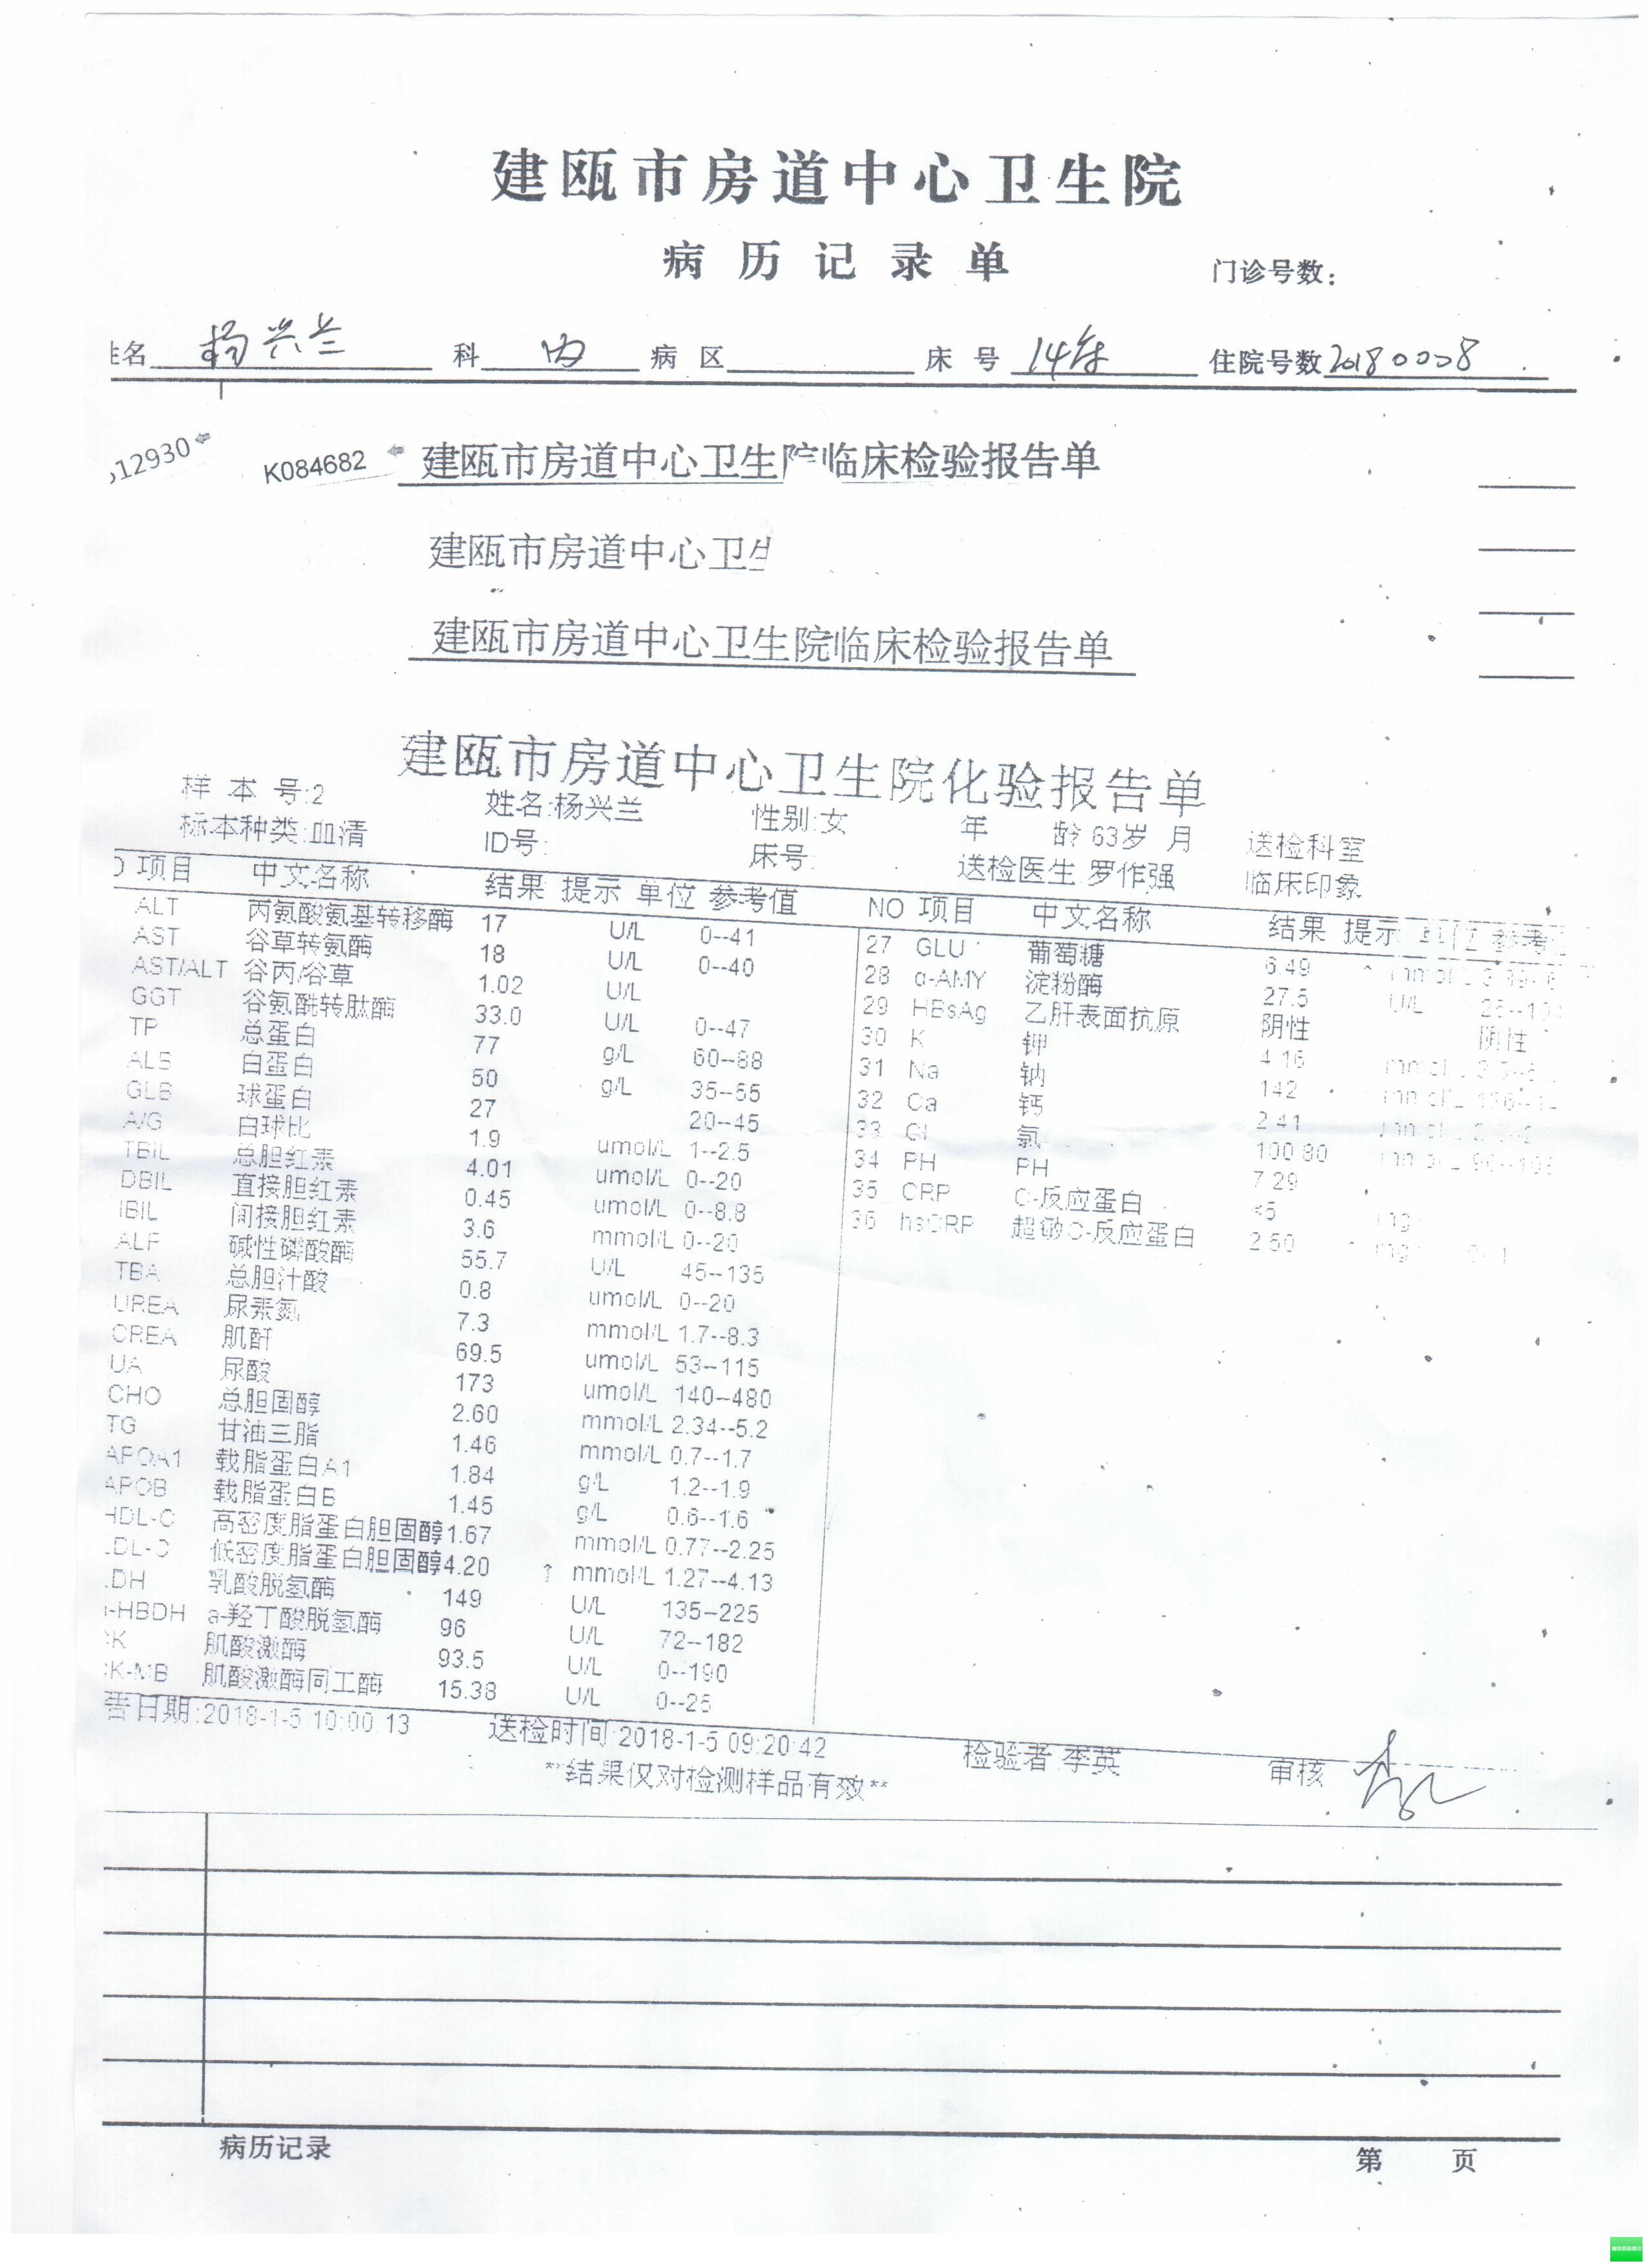 建瓯市房道中心卫生院
病历记录单
门诊号数:
姓名 杨兴兰 科 内 病区 床号 14 住院号数 20180008
12930
K084682
建瓯市房道中心卫生院临床检验报告单
建瓯市房道中心卫生
建瓯市房道中心卫生院临床检验报告单
建瓯市房道中心卫生院化验报告单
样本号:2 姓名:杨兴兰 性别:女 年龄 63岁 月 送检科室
标本种类:血清 ID号: 床号: 送检医生 罗作强 临床印象
项目 中文名称 结果 提示 单位 参考值
ALT 丙氨酸氨基转移酶 17 U/L 0--41
AST 谷草转氨酶 18 U/L 0--40
AST/ALT 谷丙/谷草 1.02 U/L
GGT 谷氨酰转肽酶 33.0 U/L 0--47
TP 总蛋白 77 g/L 60--88
ALB 白蛋白 50 g/L 35--55
GLB 球蛋白 27 20--45
A/G 白球比 1.9 umol/L 1--2.5
TBIL 总胆红素 4.01 umol/L 0--20
DBIL 直接胆红素 0.45 umol/L 0--8.8
IBIL 间接胆红素 3.6 mmol/L 0--20
ALP 碱性磷酸酶 55.7 U/L 45--135
TBA 总胆汁酸 0.8 umol/L 0--20
UREA 尿素氮 7.3 mmol/L 1.7--8.3
CREA 肌酐 69.5 umol/L 53--115
UA 尿酸 173 umol/L 140--480
CHO 总胆固醇 2.60 mmol/L 2.34--5.2
TG 甘油三脂 1.46 mmol/L 0.7--1.7
APOA1 载脂蛋白A1 1.84 g/L 1.2--1.9
APOB 载脂蛋白B 1.45 g/L 0.6--1.6
HDL-C 高密度脂蛋白胆固醇 1.67 mmol/L 0.77--2.25
LDL-C 低密度脂蛋白胆固醇 4.20 ↑ mmol/L 1.27--4.13
LDH 乳酸脱氢酶 149 U/L 135--225
-HBDH a-羟丁酸脱氢酶 96 U/L 72--182
CK 肌酸激酶 93.5 U/L 0--190
CK-MB 肌酸激酶同工酶 15.38 U/L 0--25
NO 项目 中文名称 结果 提示 单位 参考
27 GLU 葡萄糖 6.49
28 α-AMY 淀粉酶 27.5 U/L
29 HBsAg 乙肝表面抗原 阴性 阴性
30 K 钾 4.16
31 Na 钠 142
32 Ca 钙 2.41
33 Cl 氯 100.80
34 PH PH 7.29
35 CRP C-反应蛋白 <5
36 hsCRP 超敏C-反应蛋白 2.50
告日期:2018-1-5 10:00:13 送检时间:2018-1-5 09:20:42 检验者 李英 审核
**结果仅对检测样品有效**
病历记录
第 页